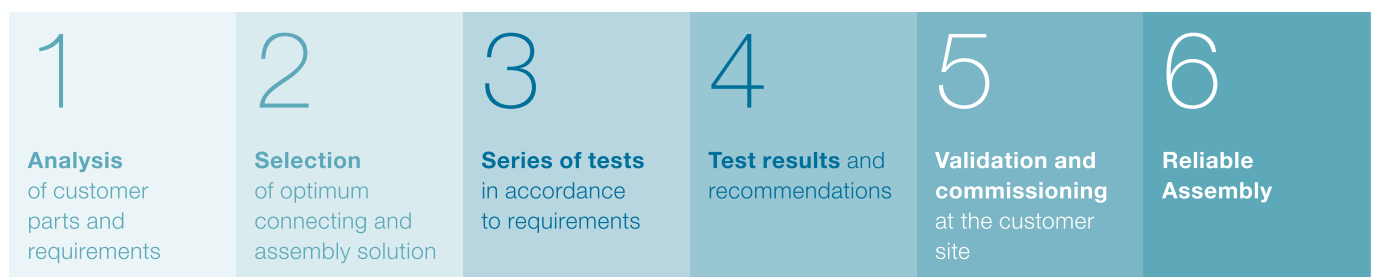 1
Analysis
of customer
parts and
requirements
2
Selection
of optimum
connecting and
assembly solution
3
Series of tests
in accordance
to requirements
4
Test results and
recommendations
5
Validation and
commissioning
at the customer
site
6
Reliable
Assembly